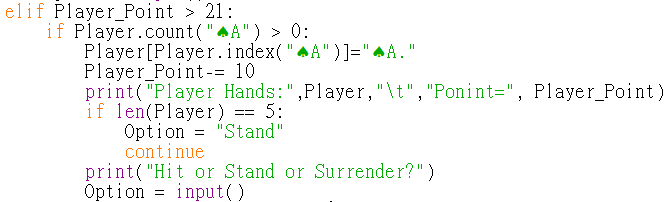 elif Player_Point > 21:
    if Player.count("♠A") > 0:
        Player[Player.index("♠A")]="♠A."
        Player_Point-= 10
        print("Player Hands:",Player,"\t","Ponint=", Player_Point)
        if len(Player) == 5:
            Option = "Stand"
            continue
        print("Hit or Stand or Surrender?")
        Option = input()